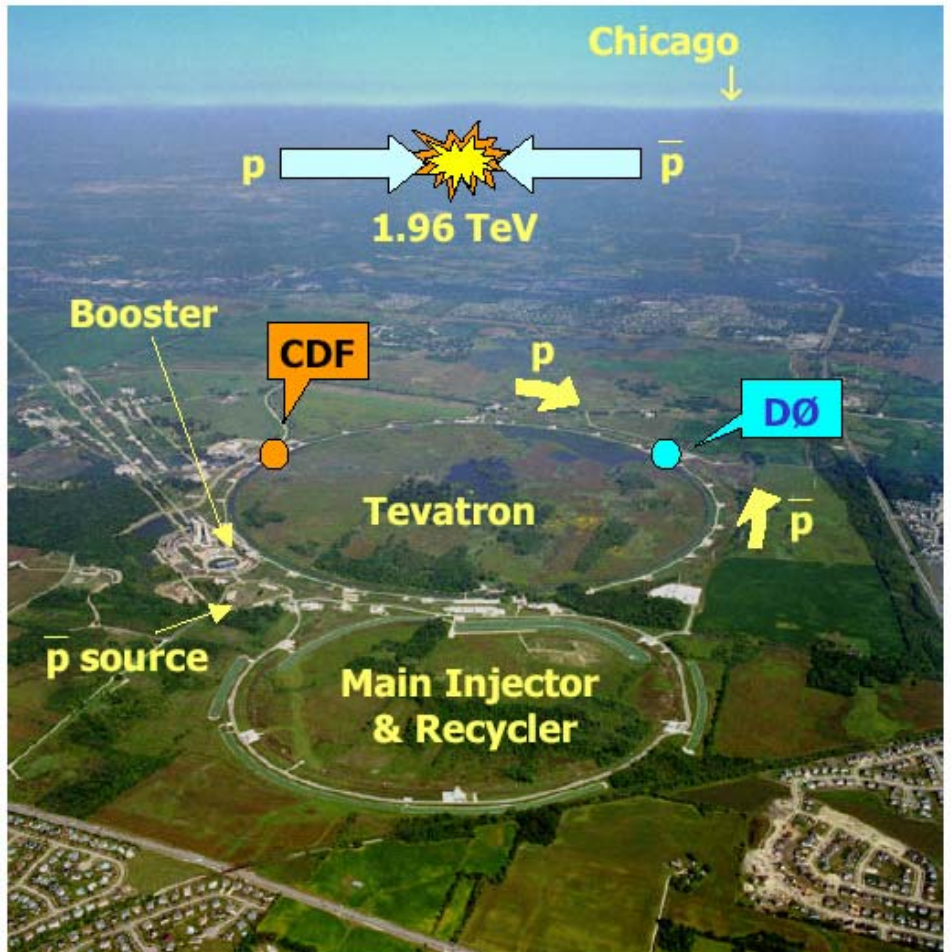 Chicago
↓
p p̅
1.96 TeV
Booster
CDF
p
DØ
Tevatron
p̅
p̅ source
Main Injector
& Recycler